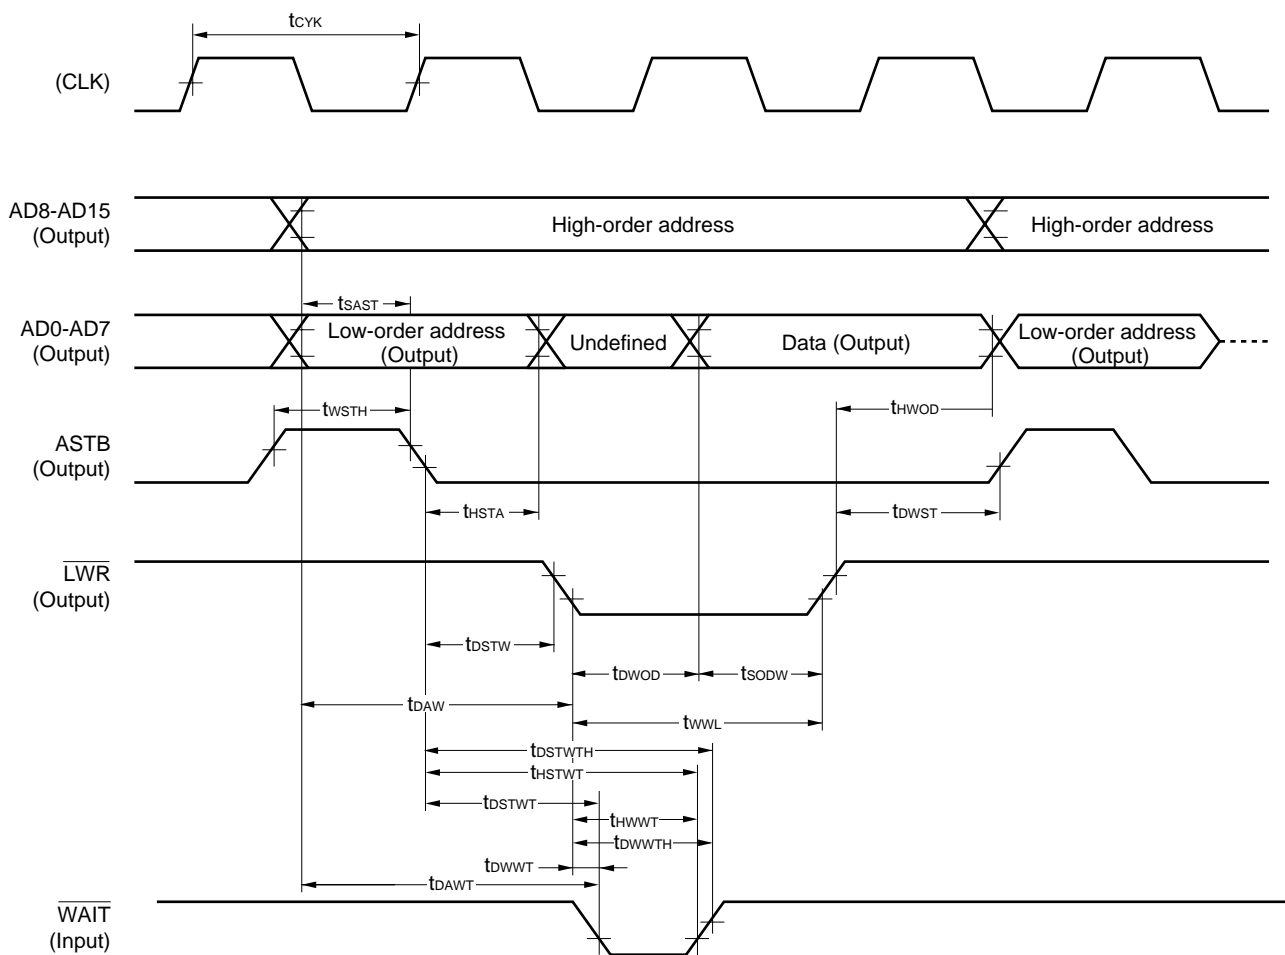 tCYK
(CLK)
AD8-AD15
(Output)
High-order address
High-order address
tSAST
AD0-AD7
(Output)
Low-order address
(Output)
Undefined
Data (Output)
Low-order address
(Output)
tWSTH
tHWOD
ASTB
(Output)
tHSTA
tDWST
LWR
(Output)
tDSTW
tDWOD
tSODW
tDAW
tWWL
tDSTWTH
tHSTWT
tDSTWT
tHWWT
tDWWTH
tDWWT
tDAWT
WAIT
(Input)